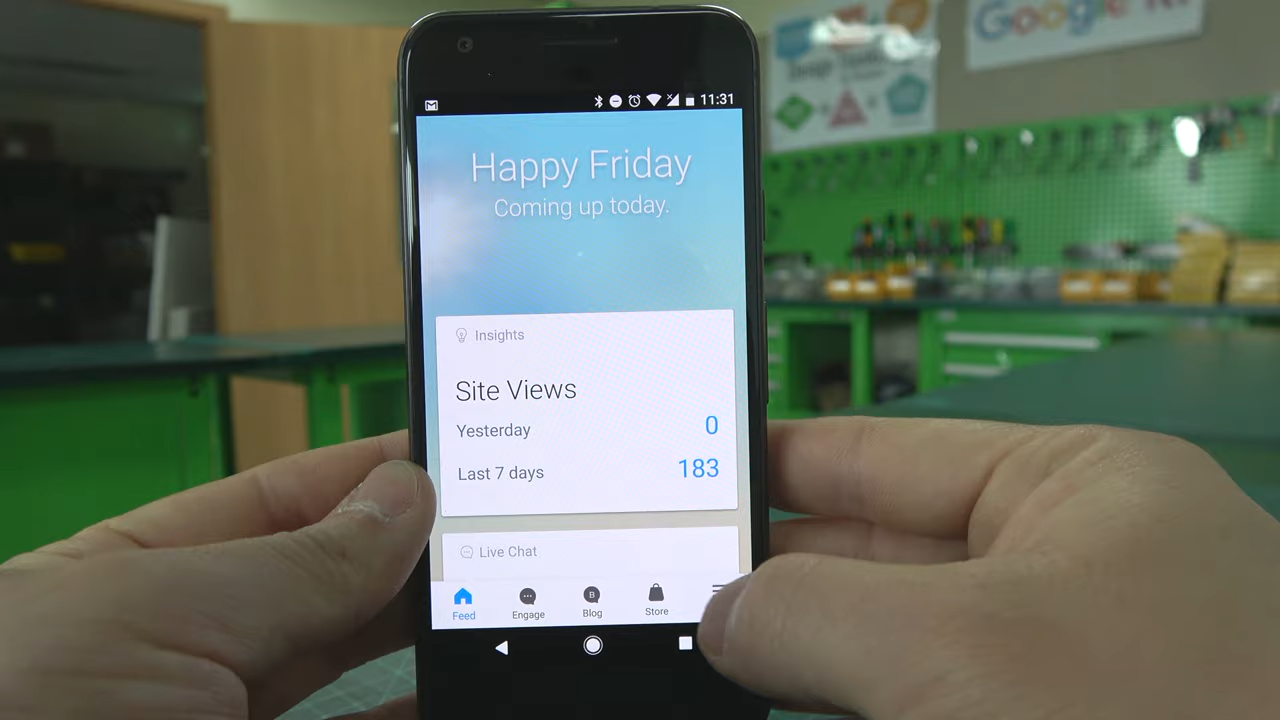 Google
11:31
Happy Friday
Coming up today.
Insights
Site Views
Yesterday
0
Last 7 days
183
Live Chat
Feed
Engage
B
Blog
Store